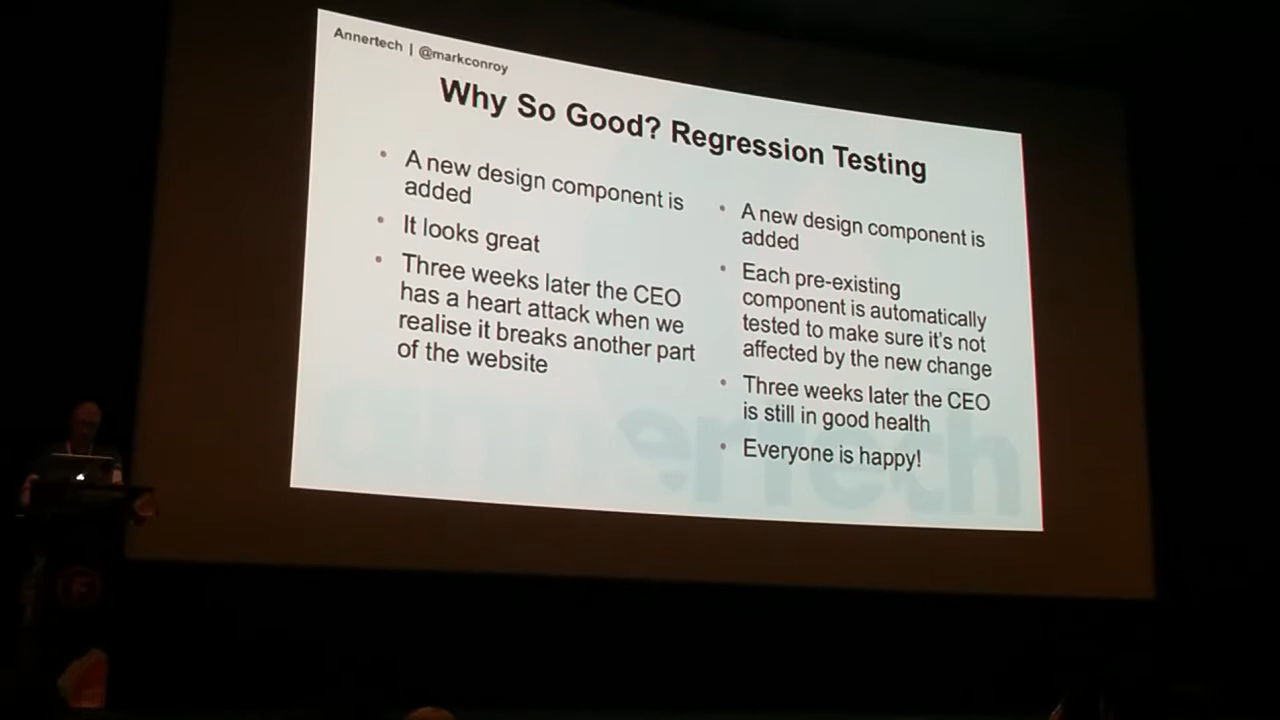 Annertech | @markconroy
Why So Good? Regression Testing
• A new design component is
added
• It looks great
• Three weeks later the CEO
has a heart attack when we
realise it breaks another part
of the website
• A new design component is
added
• Each pre-existing
component is automatically
tested to make sure it's not
affected by the new change
• Three weeks later the CEO
is still in good health
• Everyone is happy!
annertech